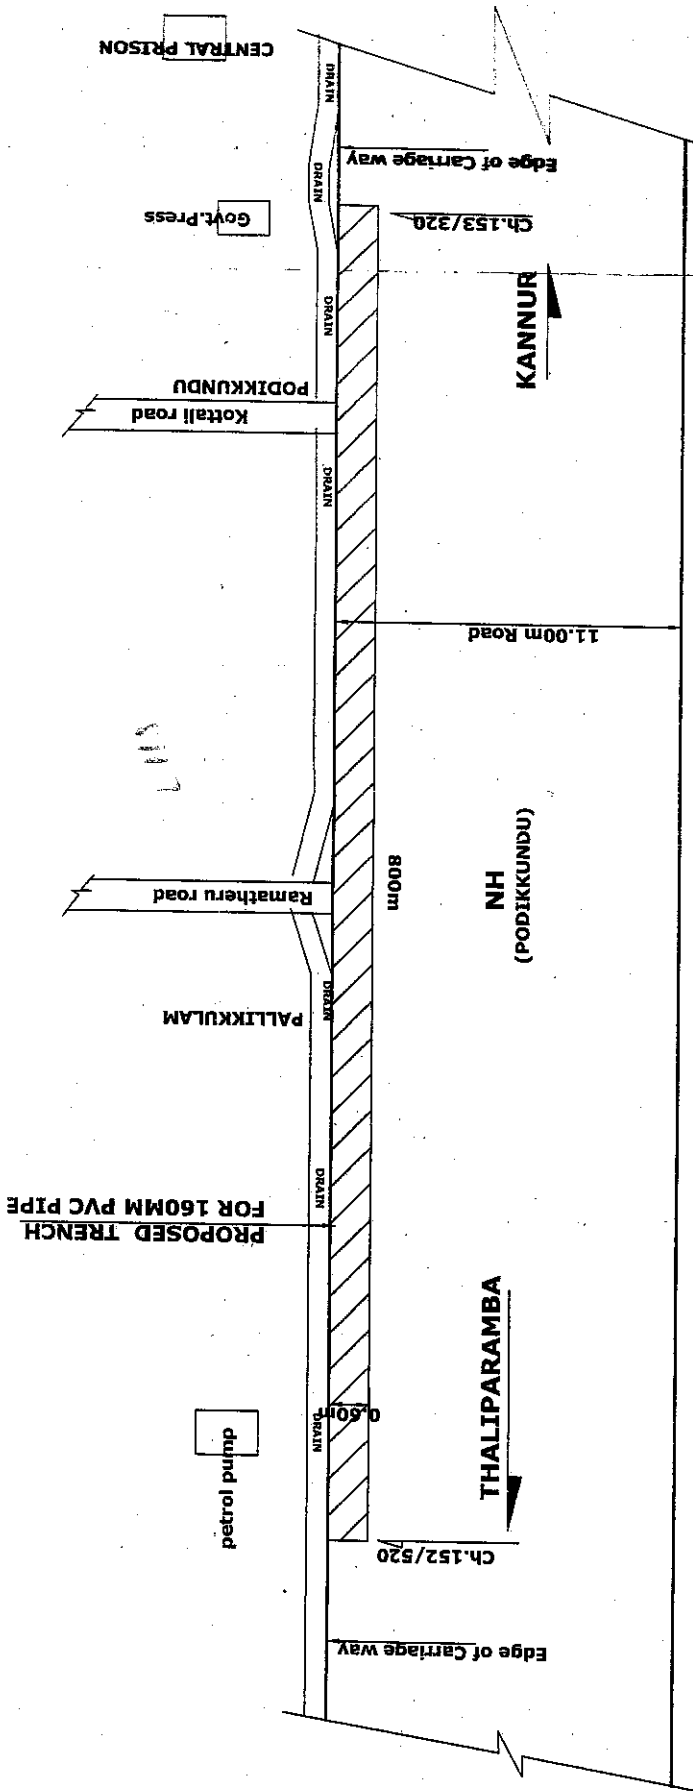 CENTRAL PRISON
DRAIN
Edge of Carriage way
DRAIN
Govt.Press
Ch.153/320
KANNUR
DRAIN
PODIKKUNDU
Kottali road
DRAIN
11.00m Road
800m
NH
(PODIKKUNDU)
Ramatheru road
DRAIN
PALLIKKULAM
DRAIN
PROPOSED TRENCH
FOR 160MM PVC PIPE
THALIPARAMBA
0.60m
DRAIN
petrol pump
Ch.152/520
Edge of Carriage way